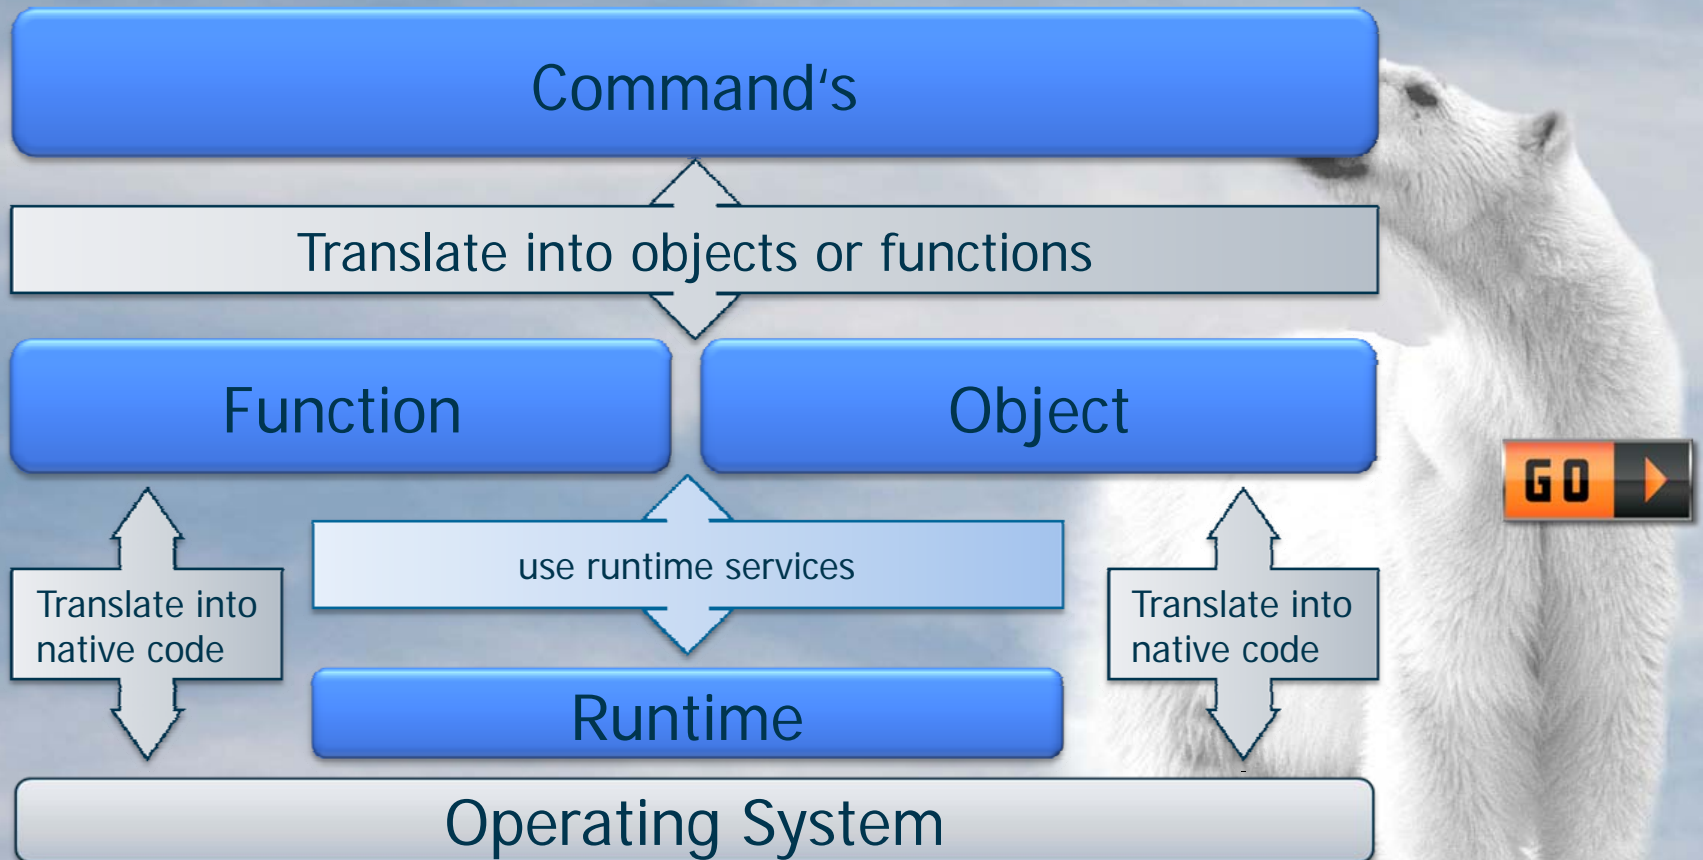 Command‘s
Translate into objects or functions
Function
Object
GO
use runtime services
Translate into
native code
Translate into
native code
Runtime
Operating System